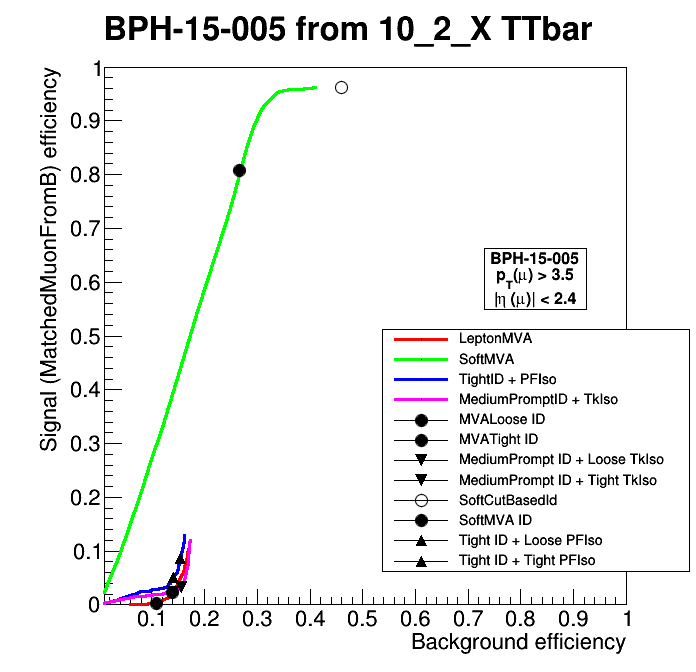 BPH-15-005 from 10_2_X TTbar
Signal (MatchedMuonFromB) efficiency
1
0.9
0.8
0.7
0.6
0.5
0.4
0.3
0.2
0.1
0
0.1 0.2 0.3 0.4 0.5 0.6 0.7 0.8 0.9 1
Background efficiency
BPH-15-005
p_T(μ) > 3.5
|η (μ)| < 2.4
LeptonMVA
SoftMVA
TightID + PFIso
MediumPromptID + TkIso
MVALoose ID
MVATight ID
MediumPrompt ID + Loose TkIso
MediumPrompt ID + Tight TkIso
SoftCutBasedId
SoftMVA ID
Tight ID + Loose PFIso
Tight ID + Tight PFIso